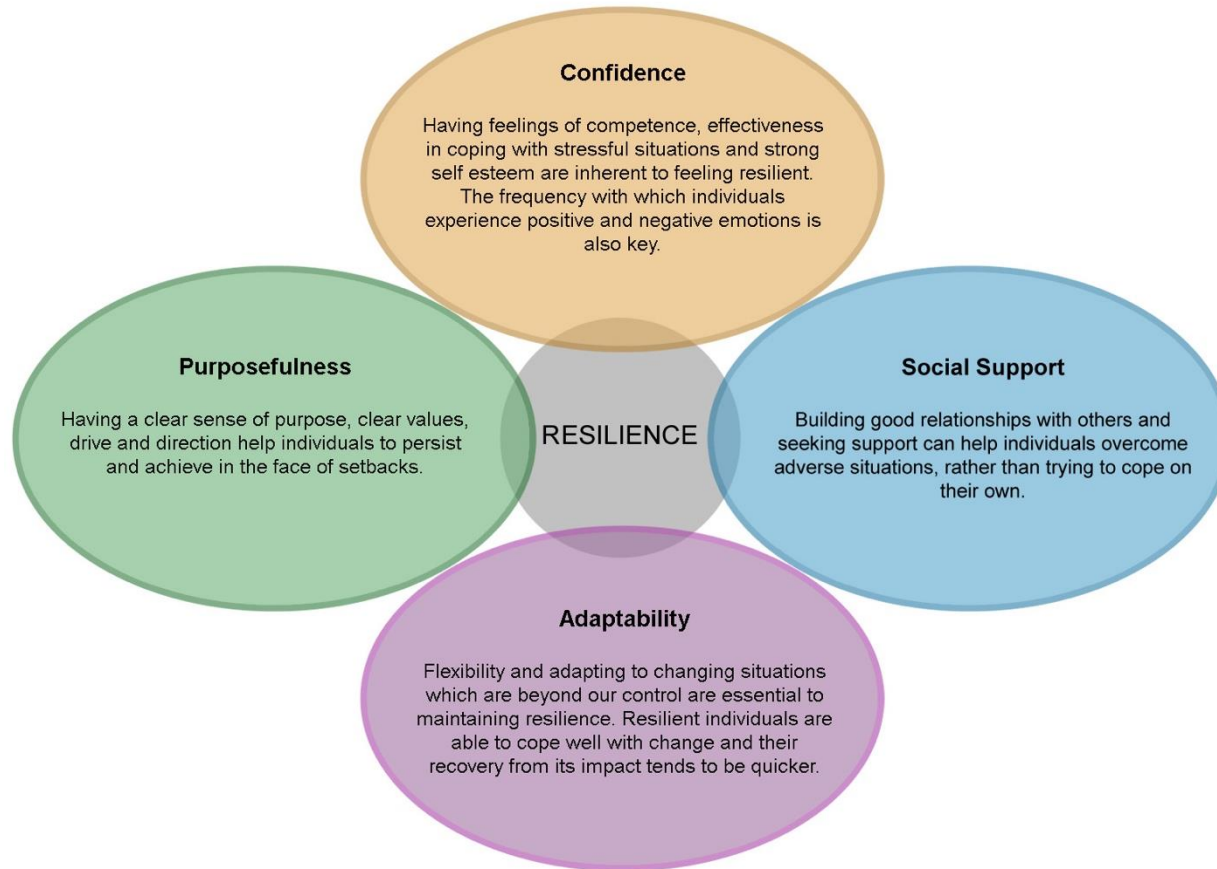 Confidence
Having feelings of competence, effectiveness
in coping with stressful situations and strong
self esteem are inherent to feeling resilient.
The frequency with which individuals
experience positive and negative emotions is
also key.
Purposefulness
Having a clear sense of purpose, clear values,
drive and direction help individuals to persist
and achieve in the face of setbacks.
RESILIENCE
Social Support
Building good relationships with others and
seeking support can help individuals overcome
adverse situations, rather than trying to cope on
their own.
Adaptability
Flexibility and adapting to changing situations
which are beyond our control are essential to
maintaining resilience. Resilient individuals are
able to cope well with change and their
recovery from its impact tends to be quicker.